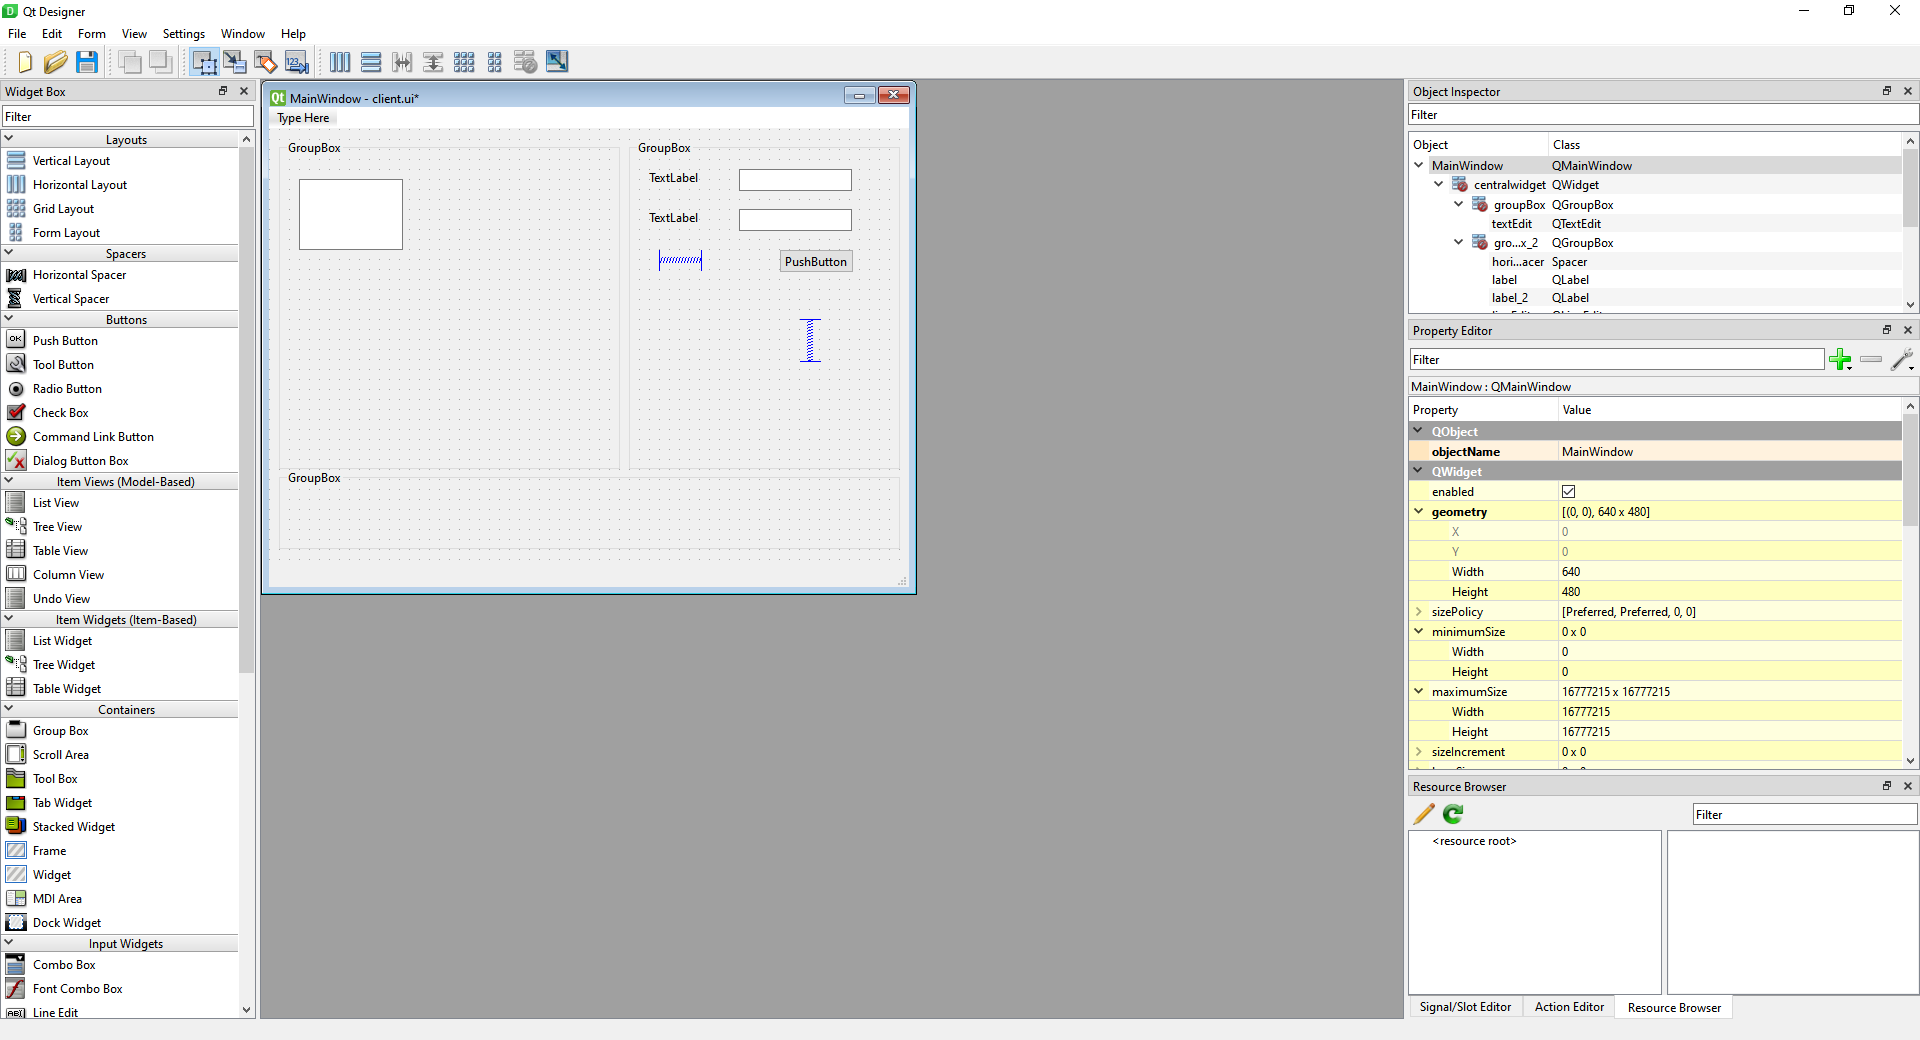 Qt Designer
File Edit Form View Settings Window Help
Widget Box
Filter
Layouts
Vertical Layout
Horizontal Layout
Grid Layout
Form Layout
Spacers
Horizontal Spacer
Vertical Spacer
Buttons
OK Push Button
Tool Button
Radio Button
Check Box
Command Link Button
Dialog Button Box
Item Views (Model-Based)
List View
Tree View
Table View
Column View
Undo View
Item Widgets (Item-Based)
List Widget
Tree Widget
Table Widget
Containers
Group Box
Scroll Area
Tool Box
Tab Widget
Stacked Widget
Frame
Widget
MDI Area
Dock Widget
Input Widgets
Combo Box
Font Combo Box
Line Edit
Qt MainWindow - client.ui*
Type Here
GroupBox
GroupBox
TextLabel
TextLabel
PushButton
GroupBox
Object Inspector
Filter
Object Class
MainWindow QMainWindow
centralwidget QWidget
groupBox QGroupBox
textEdit QTextEdit
gro...x_2 QGroupBox
hori...acer Spacer
label QLabel
label_2 QLabel
Property Editor
Filter
MainWindow : QMainWindow
Property Value
QObject
objectName MainWindow
QWidget
enabled
geometry [(0, 0), 640 x 480]
X 0
Y 0
Width 640
Height 480
sizePolicy [Preferred, Preferred, 0, 0]
minimumSize 0 x 0
Width 0
Height 0
maximumSize 16777215 x 16777215
Width 16777215
Height 16777215
sizeIncrement 0 x 0
Resource Browser
Filter
<resource root>
Signal/Slot Editor Action Editor Resource Browser